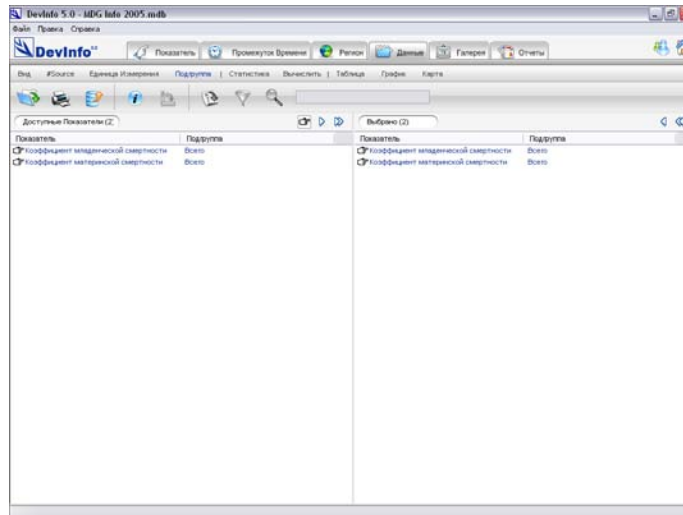 DevInfo 5.0 - MDG Info 2005.mdb
Файл Правка Справка
DevInfo
Показатель Промежуток Времени Регион Данные Галерея Отчеты
Вид #Source Единица Измерения Подгруппа | Статистика Вычислить | Таблица График Карта
Доступные Показатели (2) Выбрано (2)
Показатель Подгруппа Показатель Подгруппа
Коэффициент младенческой смертности Всего Коэффициент младенческой смертности Всего
Коэффициент материнской смертности Всего Коэффициент материнской смертности Всего